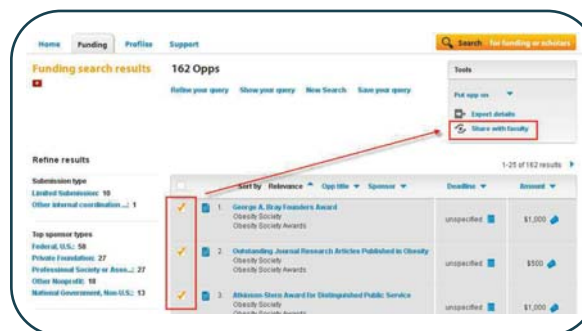 Home Funding Profiles Support
Search for funding or scholars
Funding search results
162 Opps
Refine your query Show your query New Search Save your query
Tools
Put opp on
Export details
Share with faculty
1-25 of 162 results
Refine results
Submission type
Limited Submission: 10
Other internal coordination ...: 1
Top sponsor types
Federal, U.S.: 58
Private Foundation: 27
Professional Society or Asso...: 27
Other Nonprofit: 18
National Government, Non-U.S.: 13
Sort by Relevance Opp title Sponsor Deadline Amount
1. George A. Bray Founders Award
Obesity Society
Obesity Society Awards
unspecified $1,000
2. Outstanding Journal Research Articles Published in Obesity
Obesity Society
Obesity Society Awards
unspecified $500
3. Atkinson-Stern Award for Distinguished Public Service
Obesity Society
Obesity Society Awards
unspecified $1,000